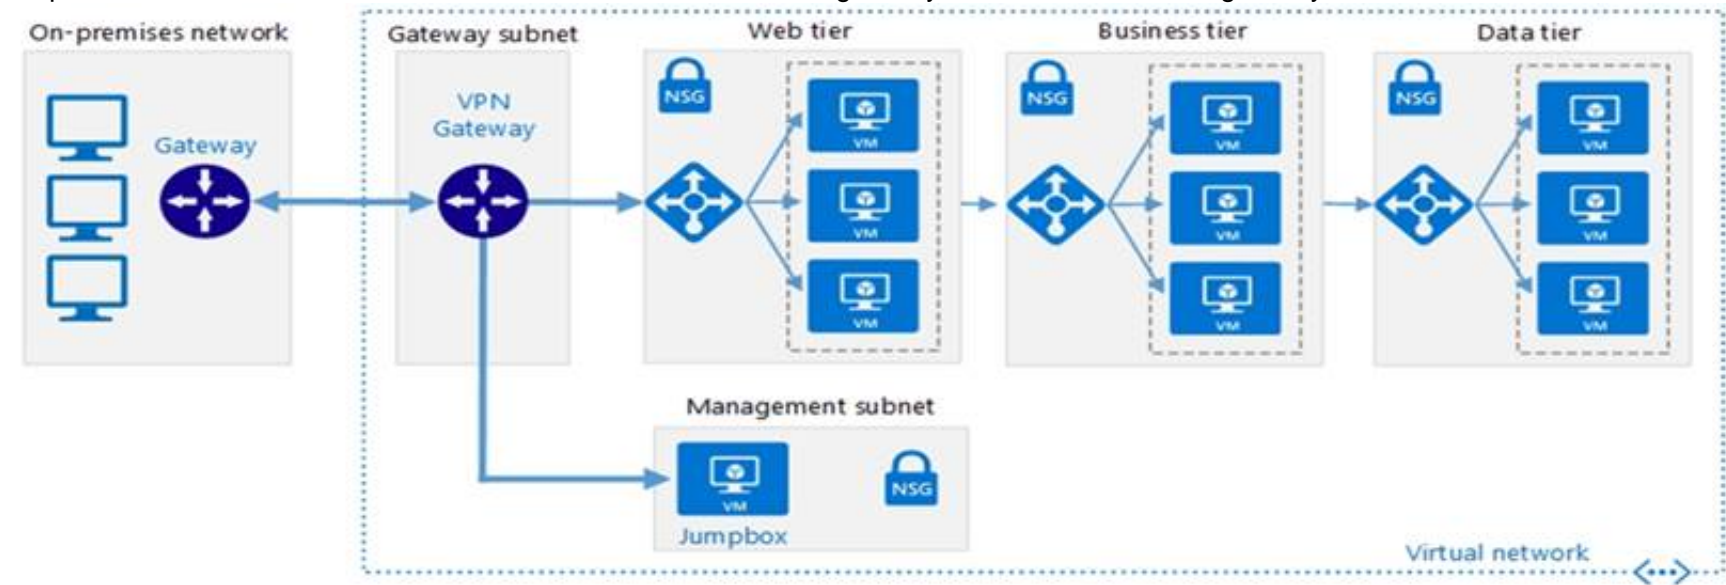 On-premises network
Gateway subnet
Web tier
Business tier
Data tier
NSG
NSG
NSG
VPN
Gateway
Gateway
VM
VM
VM
VM
VM
VM
VM
VM
VM
Management subnet
VM
NSG
Jumpbox
Virtual network